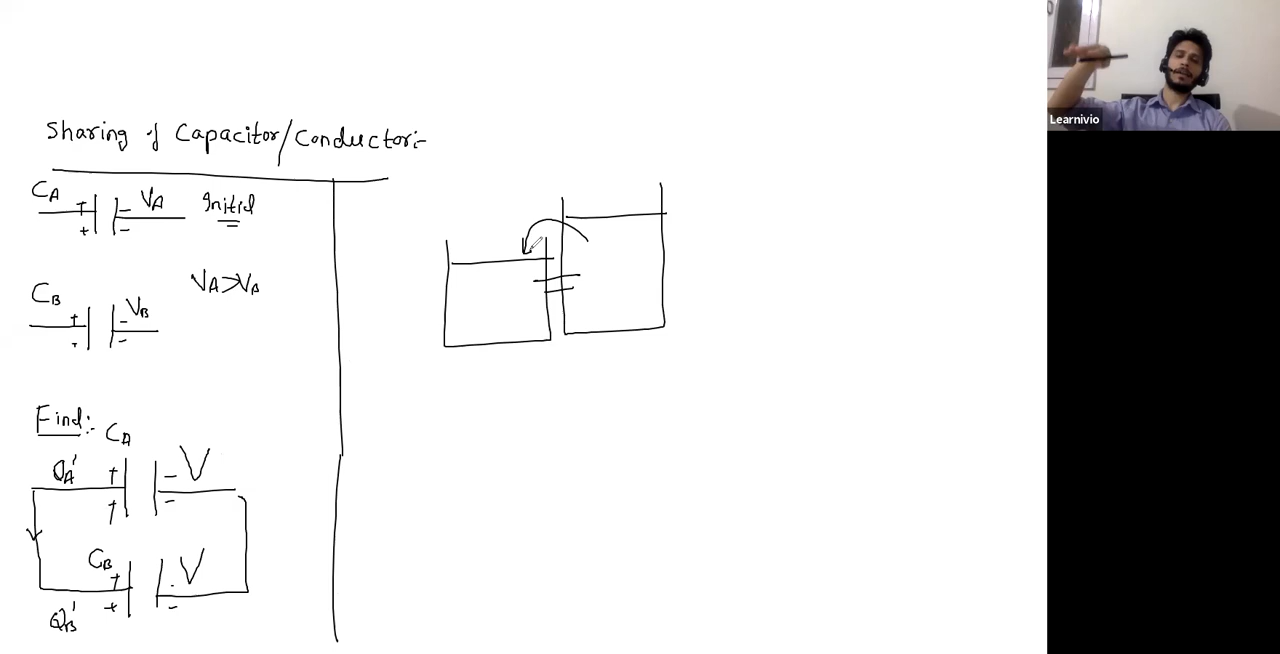 Sharing of Capacitor/Conductor:-
CA + VA Initial
+ -
CB + - VB VA>VB
-
Find:- CA
QA' + - V
+ -
CB + V
QB' + -
Learnivio